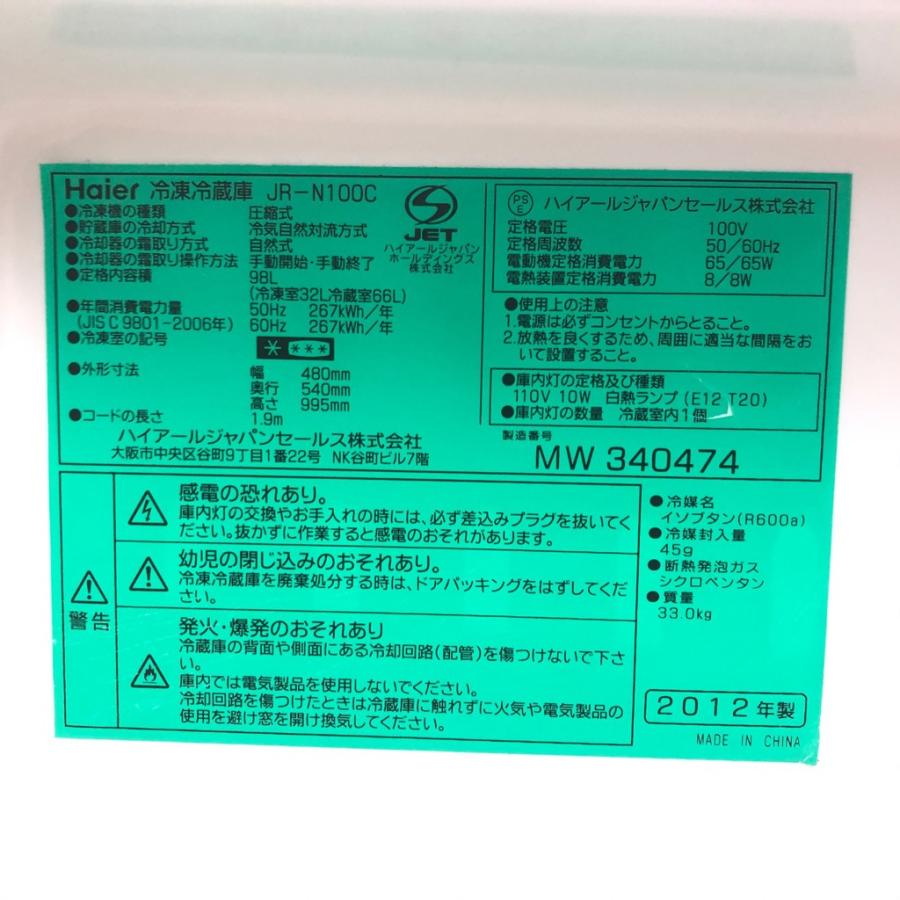 Haier 冷凍冷蔵庫 JR-N100C
●冷凍機の種類 圧縮式
●貯蔵庫の冷却方式 冷気自然対流方式
●冷却器の霜取り方式 自然式
●冷却器の霜取り操作方法 手動開始・手動終了
●定格内容積 98L
(冷凍室32L冷蔵室66L)
●年間消費電力量 50Hz 267kWh/年
(JIS C 9801-2006年) 60Hz 267kWh/年
●冷凍室の記号
●外形寸法 幅 480mm
奥行 540mm
高さ 995mm
●コードの長さ 1.9m
ハイアールジャパンセールス株式会社
大阪市中央区谷町9丁目1番22号 NK谷町ビル7階
JET
ハイアールジャパン
ホールディングス
株式会社
PS
E
ハイアールジャパンセールス株式会社
定格電圧 100V
定格周波数 50/60Hz
電動機定格消費電力 65/65W
電熱装置定格消費電力 8/8W
●使用上の注意
1.電源は必ずコンセントからとること。
2.放熱を良くするため、周囲に適当な間隔をお
いて設置すること。
●庫内灯の定格及び種類
110V 10W 白熱ランプ (E12 T20)
●庫内灯の数量 冷蔵室内1個
製造番号
MW 340474
警告
感電の恐れあり。
庫内灯の交換やお手入れの時には、必ず差込みプラグを抜いてく
ださい。抜かずに作業すると感電のおそれがあります。
幼児の閉じ込みのおそれあり。
冷凍冷蔵庫を廃棄処分する時は、ドアパッキングをはずしてくだ
さい。
発火・爆発のおそれあり
冷蔵庫の背面や側面にある冷却回路(配管)を傷つけないで下さ
い。
庫内では電気製品を使用しないでください。
冷却回路を傷つけたときは冷蔵庫に触れずに火気や電気製品の
使用を避け窓を開け換気してください。
●冷媒名
イソブタン(R600a)
●冷媒封入量
45g
●断熱発泡ガス
シクロペンタン
●質量
33.0kg
2012年製
MADE IN CHINA